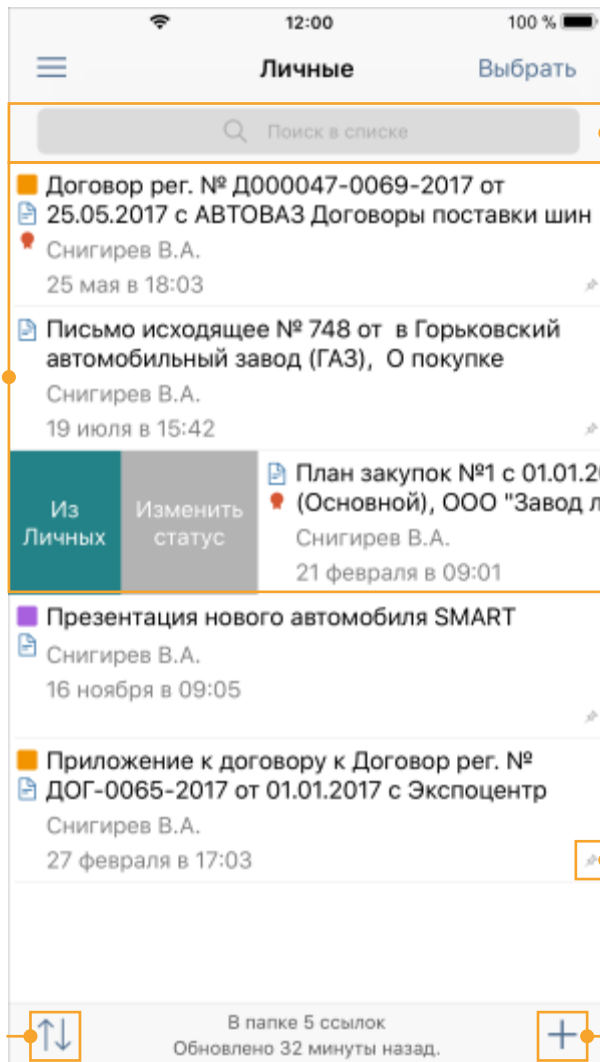 12:00 100 %
Личные Выбрать
Поиск в списке
Договор рег. № Д000047-0069-2017 от
25.05.2017 с АВТОВАЗ Договоры поставки шин
Снигирев В.А.
25 мая в 18:03
Письмо исходящее № 748 от в Горьковский
автомобильный завод (ГАЗ), О покупке
Снигирев В.А.
19 июля в 15:42
Из
Личных
Изменить
статус
План закупок №1 с 01.01.20
(Основной), ООО "Завод л
Снигирев В.А.
21 февраля в 09:01
Презентация нового автомобиля SMART
Снигирев В.А.
16 ноября в 09:05
Приложение к договору к Договор рег. №
ДОГ-0065-2017 от 01.01.2017 с Экспоцентр
Снигирев В.А.
27 февраля в 17:03
В папке 5 ссылок
Обновлено 32 минуты назад.